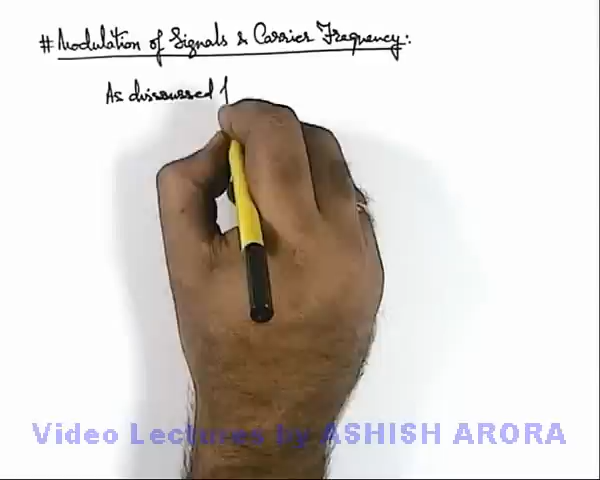 # Modulation of Signals & Carrier Frequency:
As discussed
Video Lectures by ASHISH ARORA